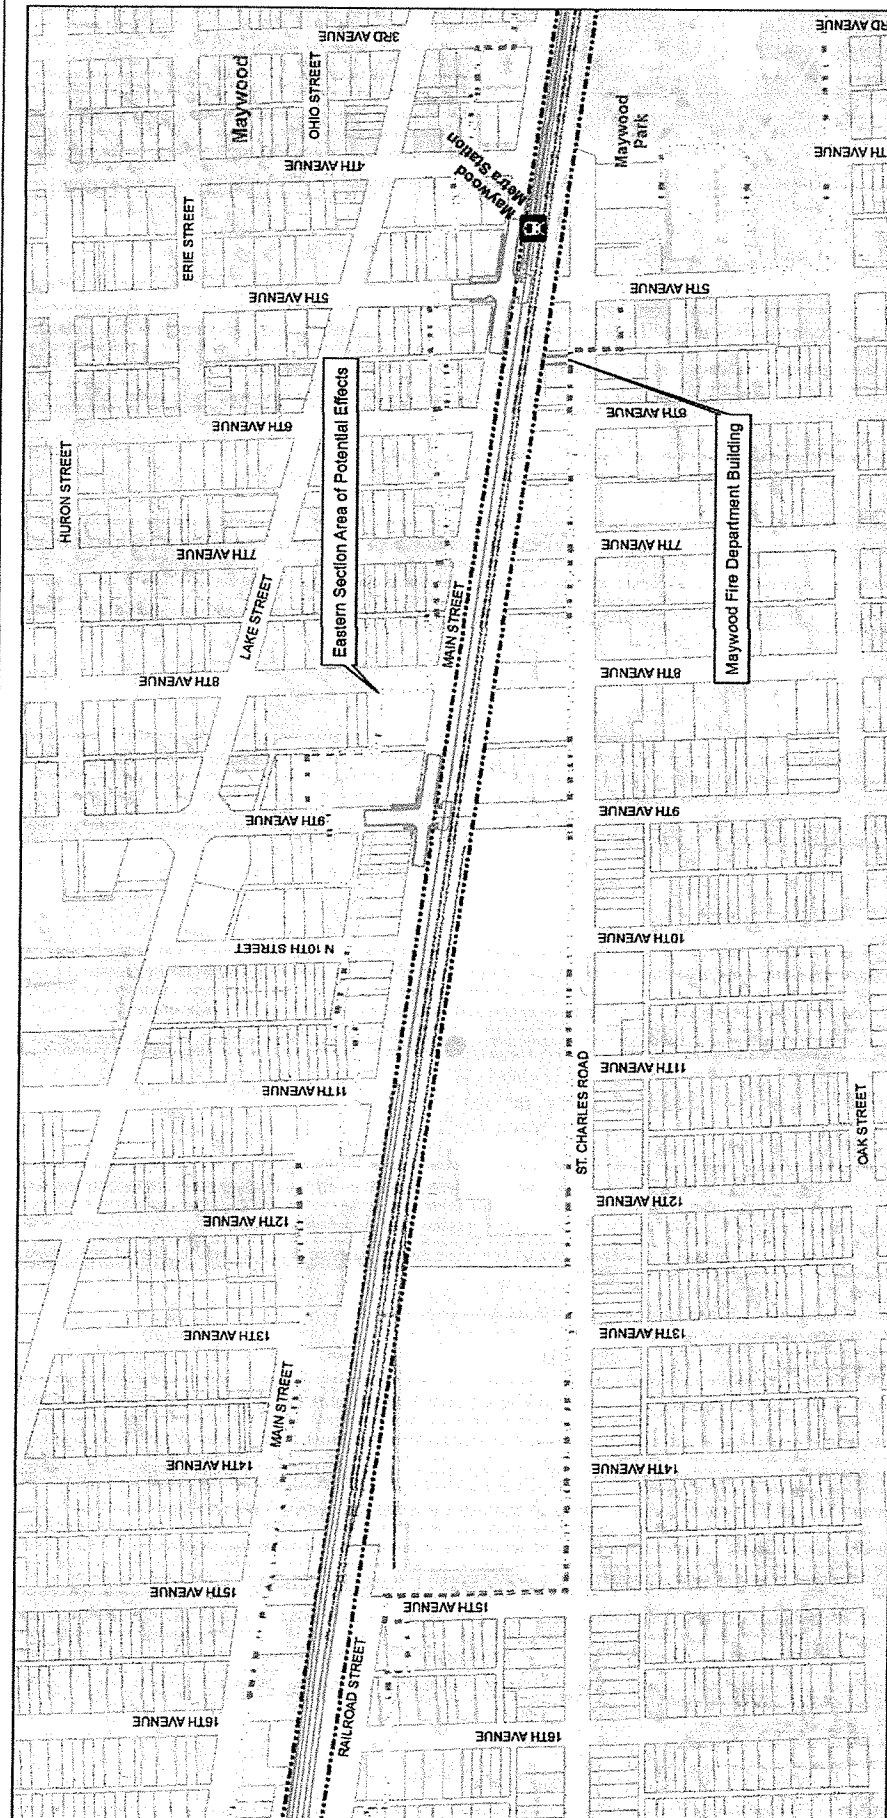 3RD AVENUE
RD AVENUE
Maywood
OHIO STREET
4TH AVENUE
Maywood
Metra Station
Maywood
Park
TH AVENUE
ERIE STREET
5TH AVENUE
5TH AVENUE
Eastern Section Area of Potential Effects
6TH AVENUE
6TH AVENUE
HURON STREET
Maywood Fire Department Building
7TH AVENUE
7TH AVENUE
LAKE STREET
MAIN STREET
8TH AVENUE
8TH AVENUE
9TH AVENUE
9TH AVENUE
N 10TH STREET
10TH AVENUE
11TH AVENUE
11TH AVENUE
ST. CHARLES ROAD
OAK STREET
12TH AVENUE
12TH AVENUE
13TH AVENUE
13TH AVENUE
MAIN STREET
14TH AVENUE
14TH AVENUE
15TH AVENUE
15TH AVENUE
RAILROAD STREET
16TH AVENUE
16TH AVENUE